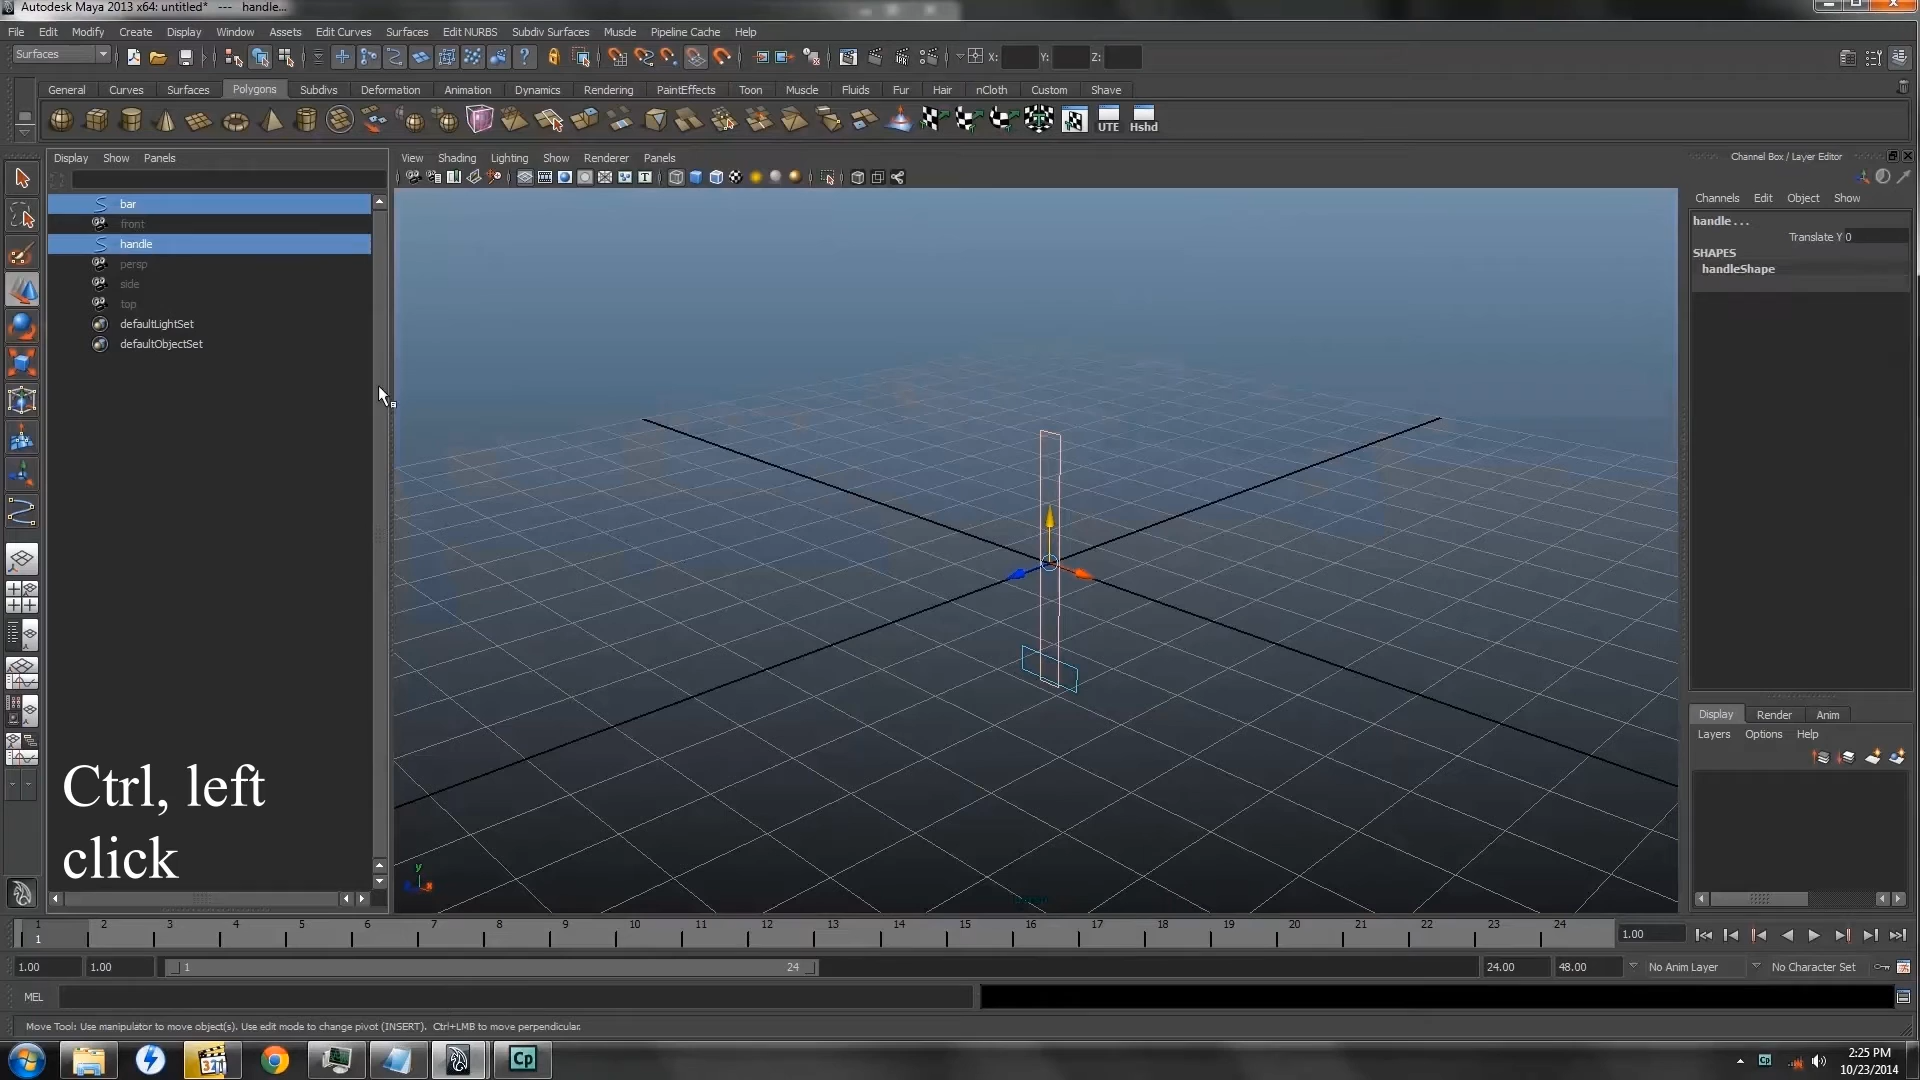 Autodesk Maya 2013 x64: untitled* --- handle...
File Edit Modify Create Display Window Assets Edit Curves Surfaces Edit NURBS Subdiv Surfaces Muscle Pipeline Cache Help
Surfaces X: Y: Z:
General Curves Surfaces Polygons Subdivs Deformation Animation Dynamics Rendering PaintEffects Toon Muscle Fluids Fur Hair nCloth Custom Shave
UTE Hshd
Display Show Panels
View Shading Lighting Show Renderer Panels
Channel Box / Layer Editor
Channels Edit Object Show
bar
front
handle
persp
side
top
defaultLightSet
defaultObjectSet
handle . . .
Translate Y 0
SHAPES
handleShape
Display Render Anim
Layers Options Help
Ctrl, left
click
y
x
1 2 3 4 5 6 7 8 9 10 11 12 13 14 15 16 17 18 19 20 21 22 23 24
1
1.00
1.00 1.00 1 24 24.00 48.00 No Anim Layer No Character Set
MEL
Move Tool: Use manipulator to move object(s). Use edit mode to change pivot (INSERT). Ctrl+LMB to move perpendicular.
321
Cp
Cp
2:25 PM
10/23/2014